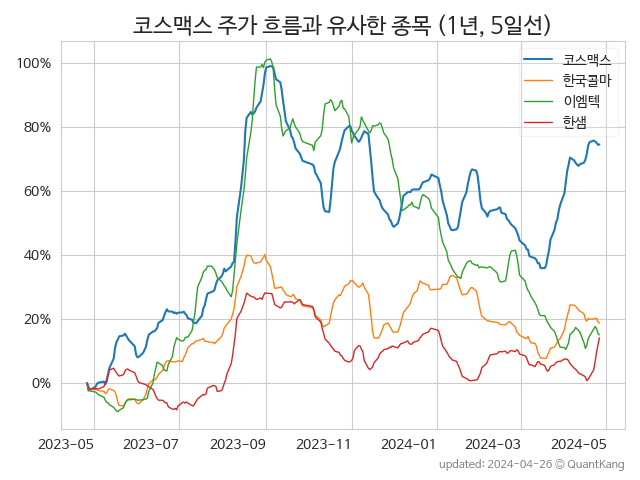 코스맥스 주가 흐름과 유사한 종목 (1년, 5일선)
코스맥스
한국콜마
이엠텍
한샘
100%
80%
60%
40%
20%
0%
2023-05 2023-07 2023-09 2023-11 2024-01 2024-03 2024-05
updated: 2024-04-26 © QuantKang